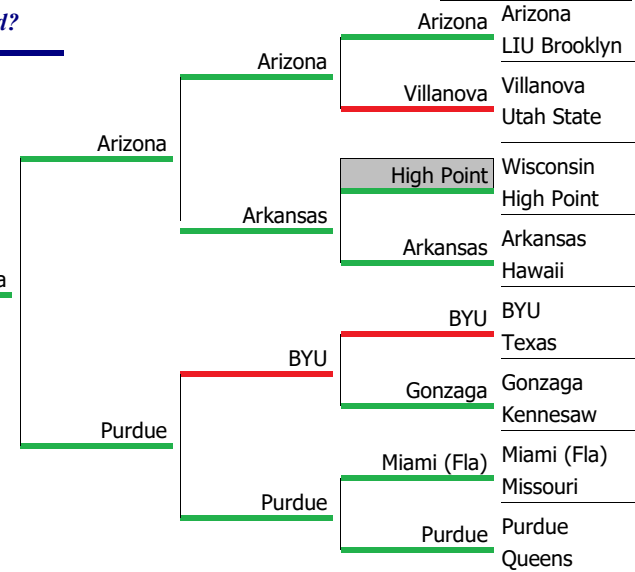 d?
Arizona
LIU Brooklyn
Villanova
Utah State
Wisconsin
High Point
Arkansas
Hawaii
BYU
Texas
Gonzaga
Kennesaw
Miami (Fla)
Missouri
Purdue
Queens
Arizona
Villanova
High Point
Arkansas
BYU
Gonzaga
Miami (Fla)
Purdue
Arizona
Arkansas
BYU
Purdue
Arizona
Purdue
a